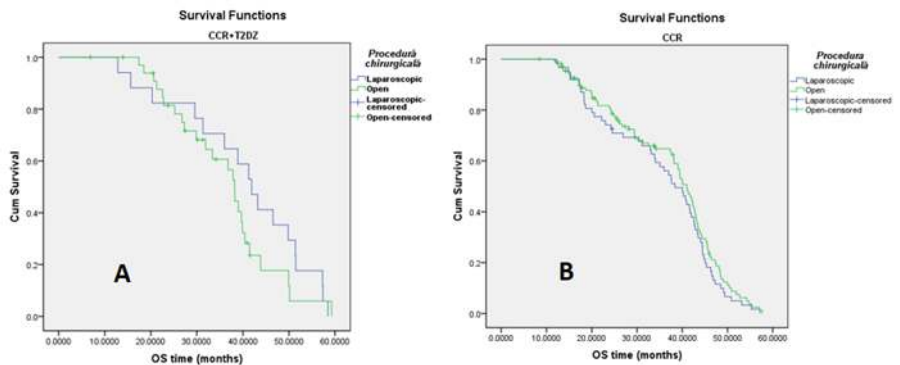 Survival Functions
CCR+T2DZ
Procedură
chirurgicală
Laparoscopic
Open
Laparoscopic-
censored
Open-censored
Cum Survival
1.0
0.8
0.6
0.4
0.2
0.0
A
.0000 10.0000 20.0000 30.0000 40.0000 50.0000 60.0000
OS time (months)
Survival Functions
CCR
Procedura
chirurgicală
Laparoscopic
Open
Laparoscopic-censored
Open-censored
Cum Survival
1.0
0.8
0.6
0.4
0.2
0.0
B
.0000 10.0000 20.0000 30.0000 40.0000 50.0000 60.0000
OS time (months)